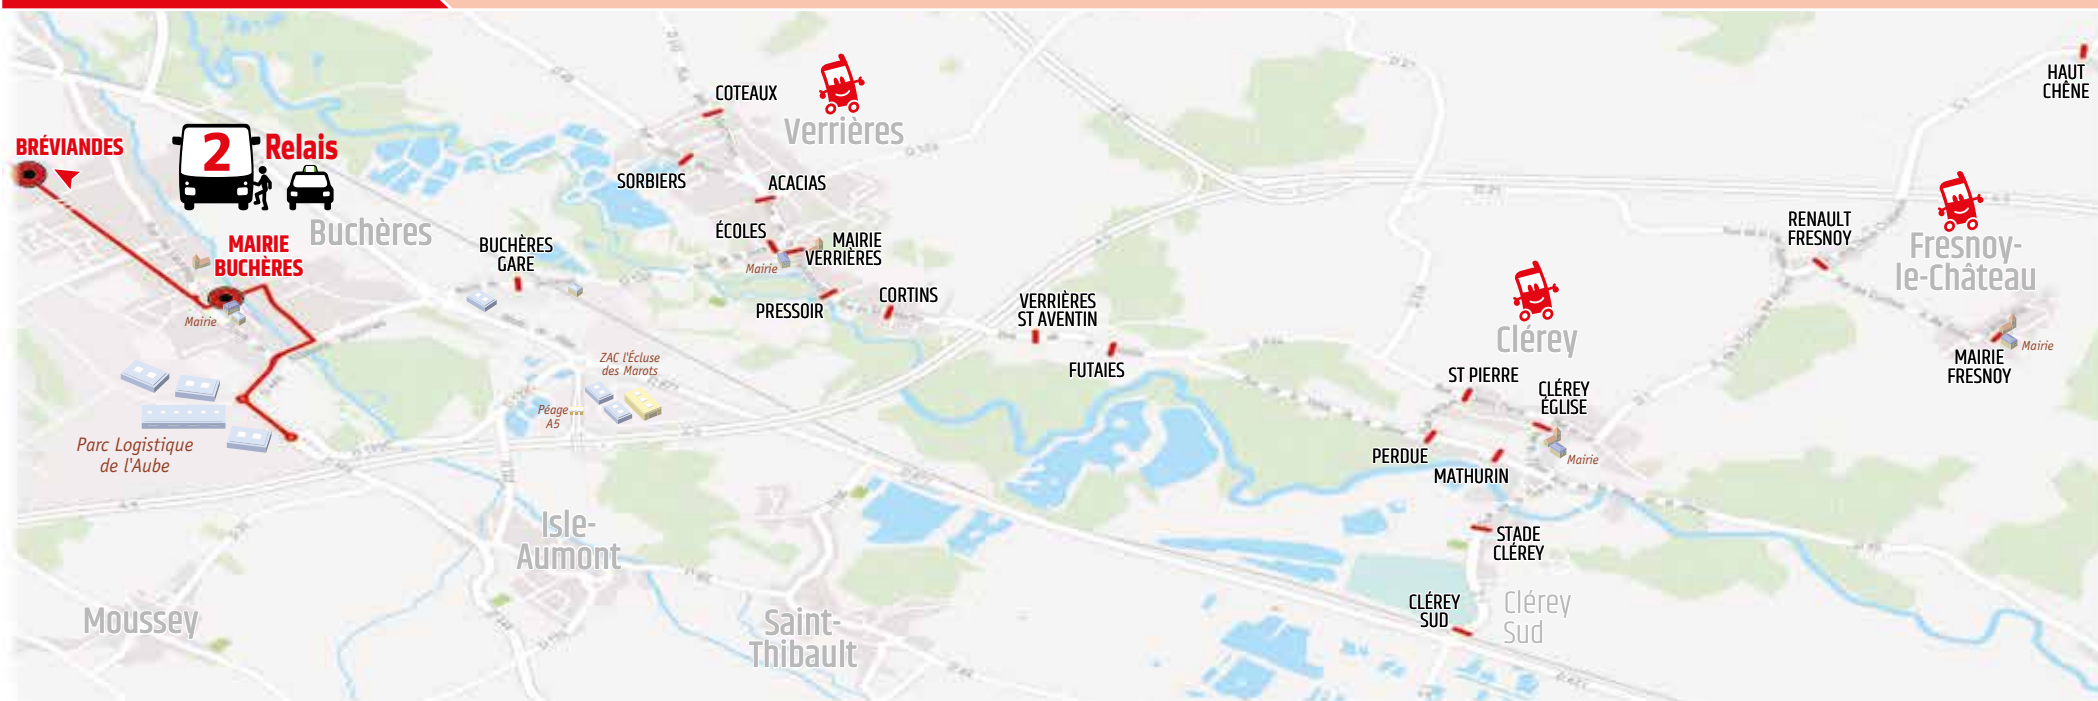 BRÉVIANDES
2
Relais
MAIRIE
BUCHÈRES
Buchères
Mairie
Parc Logistique
de l'Aube
BUCHÈRES
GARE
ZAC l'Écluse
des Marots
Péage
A5
COTEAUX
Verrières
SORBIERS
ACACIAS
ÉCOLES
MAIRIE
VERRIÈRES
Mairie
PRESSOIR
CORTINS
VERRIÈRES
ST AVENTIN
FUTAIES
Clérey
ST PIERRE
CLÉREY
ÉGLISE
PERDUE
MATHURIN
Mairie
STADE
CLÉREY
CLÉREY
SUD
Clérey
Sud
HAUT
CHÊNE
RENAULT
FRESNOY
Fresnoy-
le-Château
MAIRIE
FRESNOY
Mairie
Isle-
Aumont
Moussey
Saint-
Thibault